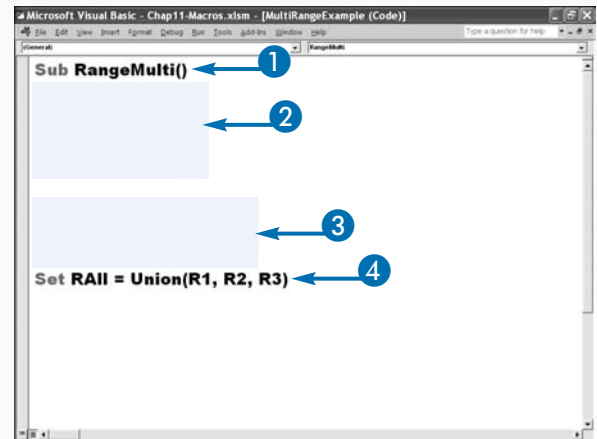 Microsoft Visual Basic - Chap11-Macros.xlsm - [MultiRangeExample (Code)]
File Edit View Insert Format Debug Run Tools Add-Ins Window Help
Type a question for help
(General)
RangeMulti
Sub RangeMulti()
1
2
3
Set RAll = Union(R1, R2, R3)
4